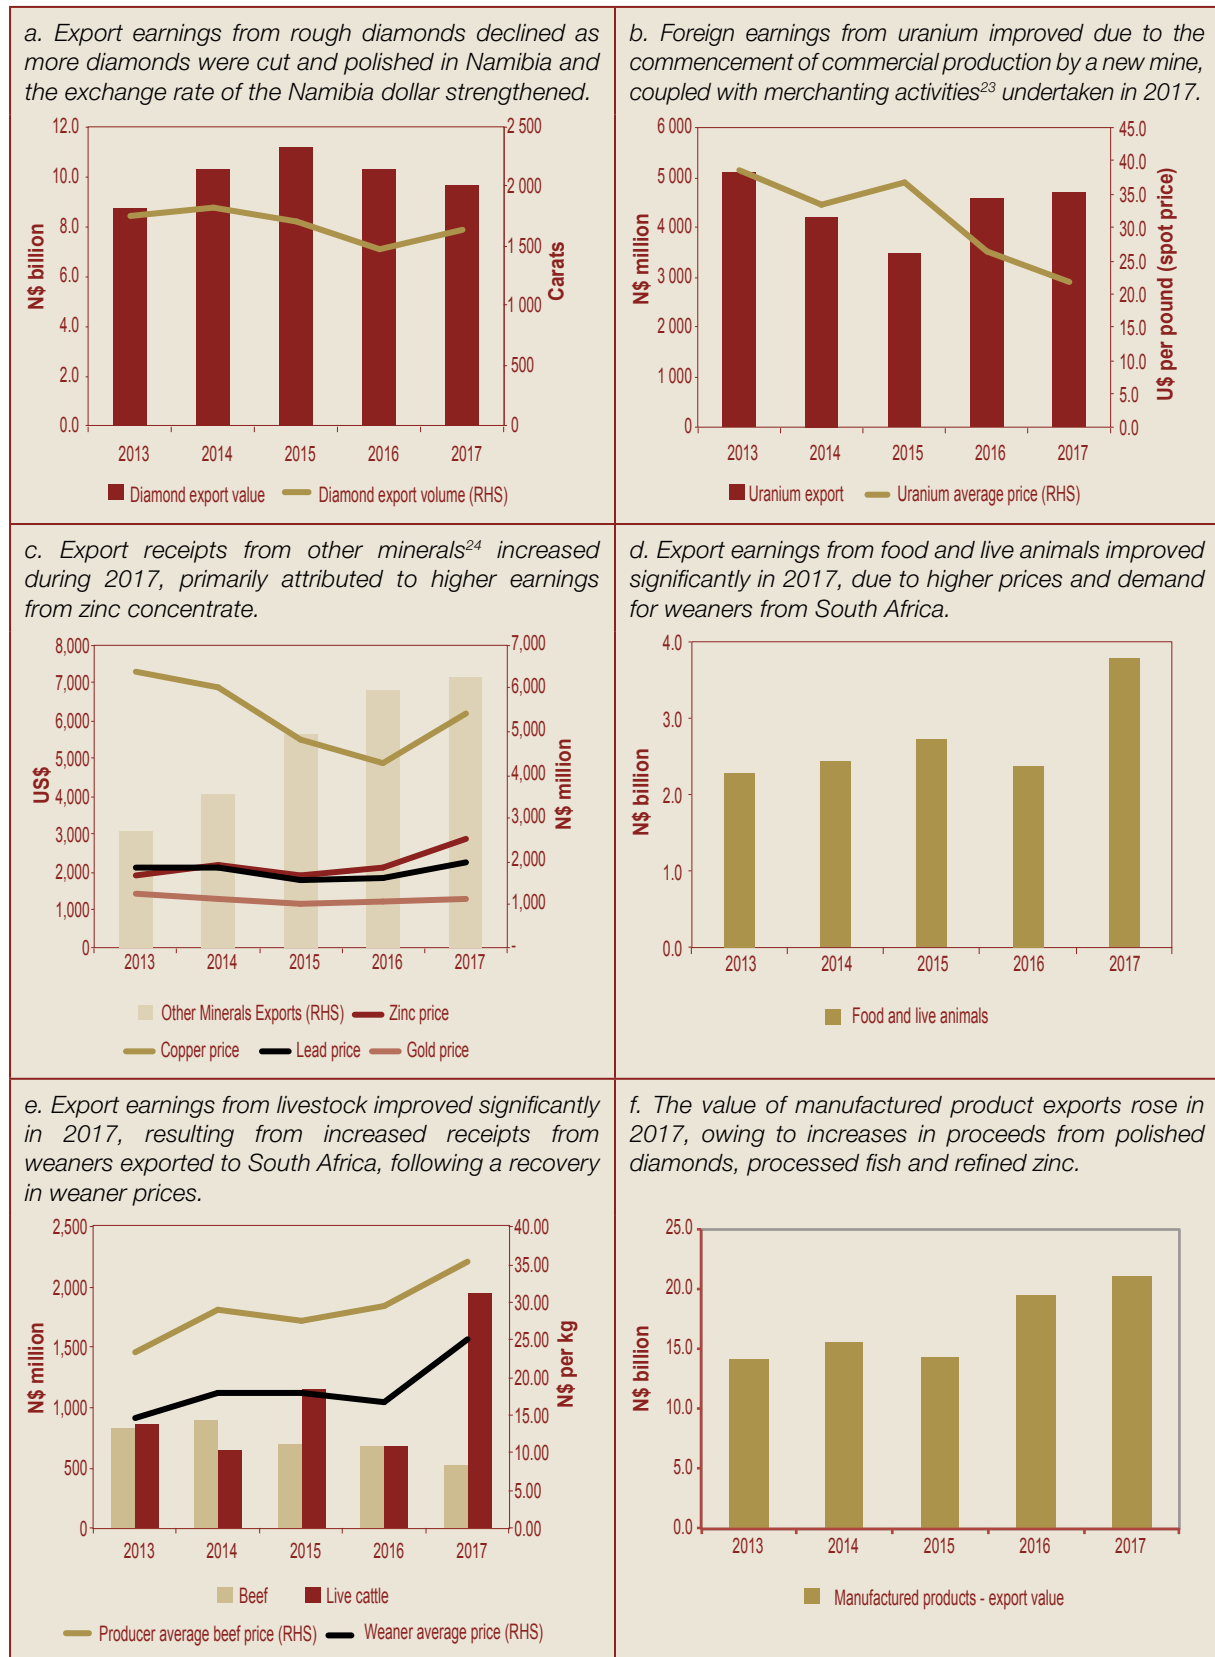 a. Export earnings from rough diamonds declined as
more diamonds were cut and polished in Namibia and
the exchange rate of the Namibia dollar strengthened.
12.0
10.0
8.0
6.0
4.0
2.0
0.0
N$ billion
2 500
2 000
1 500
1 000
500
0
Carats
2013 2014 2015 2016 2017
Diamond export value Diamond export volume (RHS)
b. Foreign earnings from uranium improved due to the
commencement of commercial production by a new mine,
coupled with merchanting activities²³ undertaken in 2017.
6 000
5 000
4 000
3 000
2 000
1 000
0
N$ million
45.0
40.0
35.0
30.0
25.0
20.0
15.0
10.0
5.0
0.0
U$ per pound (spot price)
2013 2014 2015 2016 2017
Uranium export Uranium average price (RHS)
c. Export receipts from other minerals²⁴ increased
during 2017, primarily attributed to higher earnings
from zinc concentrate.
8,000
7,000
6,000
5,000
4,000
3,000
2,000
1,000
0
US$
7,000
6,000
5,000
4,000
3,000
2,000
1,000
-
N$ million
2013 2014 2015 2016 2017
Other Minerals Exports (RHS) Zinc price
Copper price Lead price Gold price
d. Export earnings from food and live animals improved
significantly in 2017, due to higher prices and demand
for weaners from South Africa.
4.0
3.0
2.0
1.0
0.0
N$ billion
2013 2014 2015 2016 2017
Food and live animals
e. Export earnings from livestock improved significantly
in 2017, resulting from increased receipts from
weaners exported to South Africa, following a recovery
in weaner prices.
2,500
2,000
1,500
1,000
500
0
N$ million
40.00
35.00
30.00
25.00
20.00
15.00
10.00
5.00
0.00
N$ per kg
2013 2014 2015 2016 2017
Beef Live cattle
Producer average beef price (RHS) Weaner average price (RHS)
f. The value of manufactured product exports rose in
2017, owing to increases in proceeds from polished
diamonds, processed fish and refined zinc.
25.0
20.0
15.0
10.0
5.0
0.0
N$ billion
2013 2014 2015 2016 2017
Manufactured products - export value